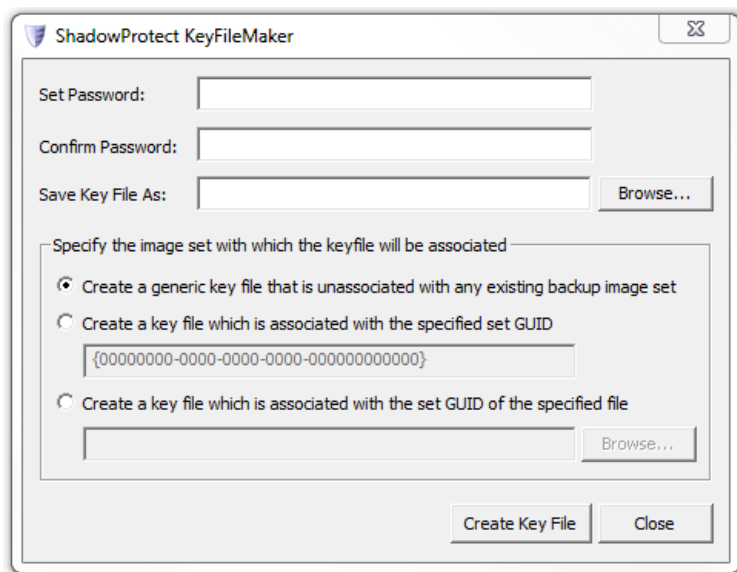 ShadowProtect KeyFileMaker
Set Password:
Confirm Password:
Save Key File As:
Browse...
Specify the image set with which the keyfile will be associated
Create a generic key file that is unassociated with any existing backup image set
Create a key file which is associated with the specified set GUID
{00000000-0000-0000-0000-000000000000}
Create a key file which is associated with the set GUID of the specified file
Browse...
Create Key File
Close